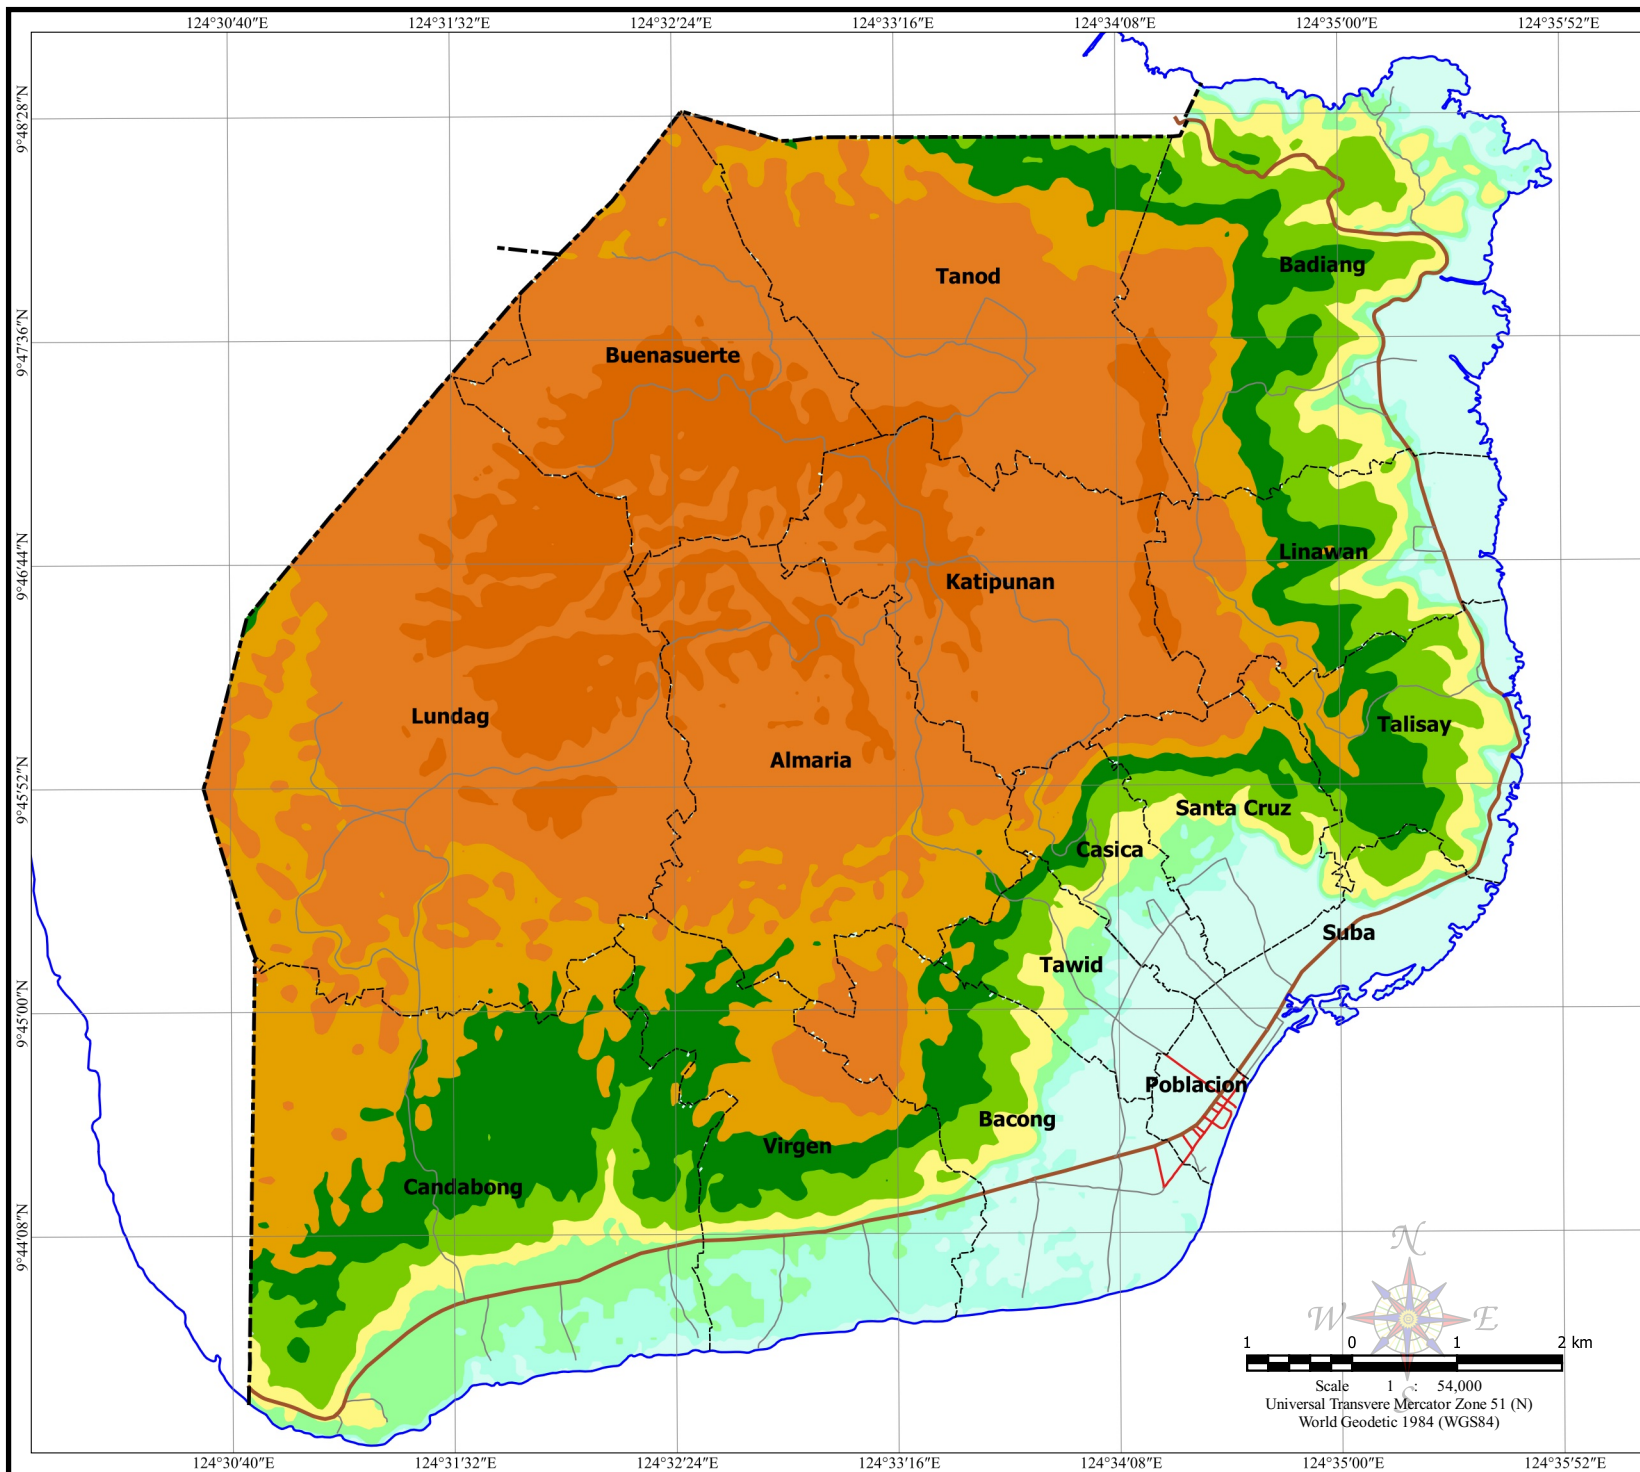 124°30'40"E 124°31'32"E 124°32'24"E 124°33'16"E 124°34'08"E 124°35'00"E 124°35'52"E
9°48'28"N
Tanod
Badiang
9°47'36"N
Buenasuerte
9°46'44"N
Linawan
Katipunan
Lundag
Talisay
Almaria
9°45'52"N
Santa Cruz
Casica
Suba
Tawid
9°45'00"N
Poblacion
Bacong
Virgen
Candabong
9°44'08"N
N
W E
S
1 0 1 2 km
Scale 1 : 54,000
Universal Transvere Mercator Zone 51 (N)
World Geodetic 1984 (WGS84)
124°30'40"E 124°31'32"E 124°32'24"E 124°33'16"E 124°34'08"E 124°35'00"E 124°35'52"E